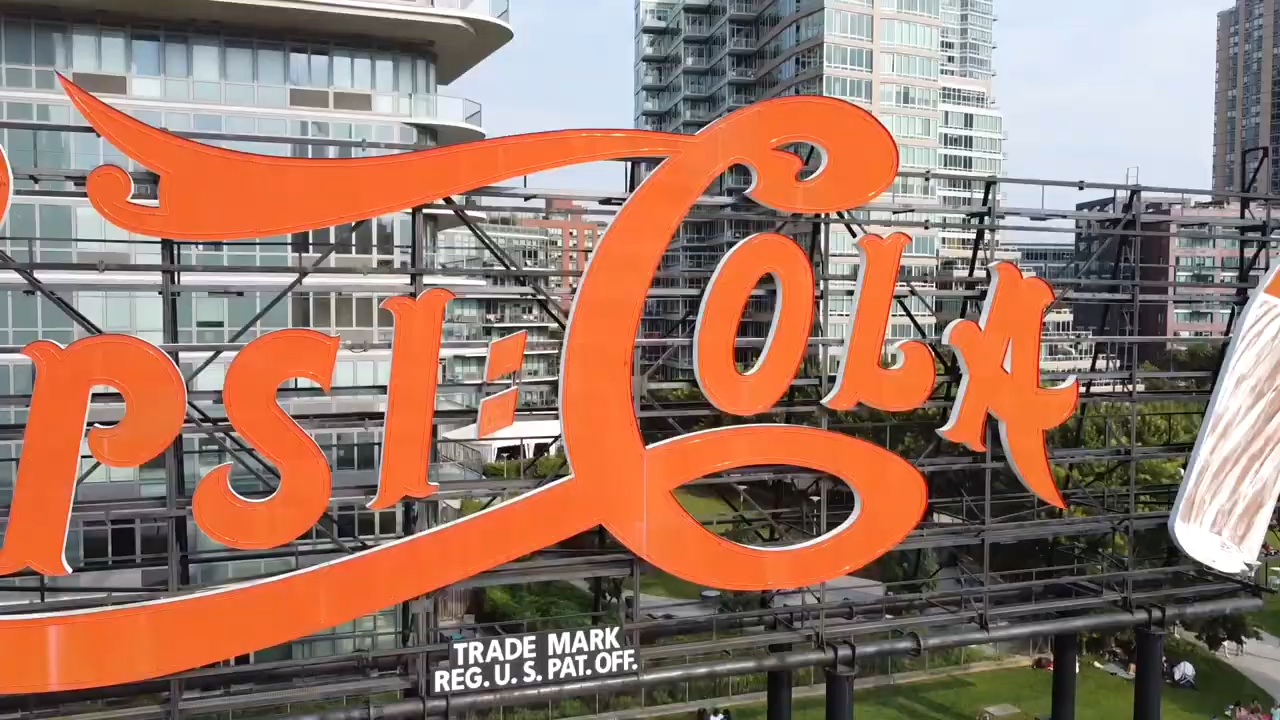 PSI-COLA
TRADE MARK
REG. U. S. PAT. OFF.